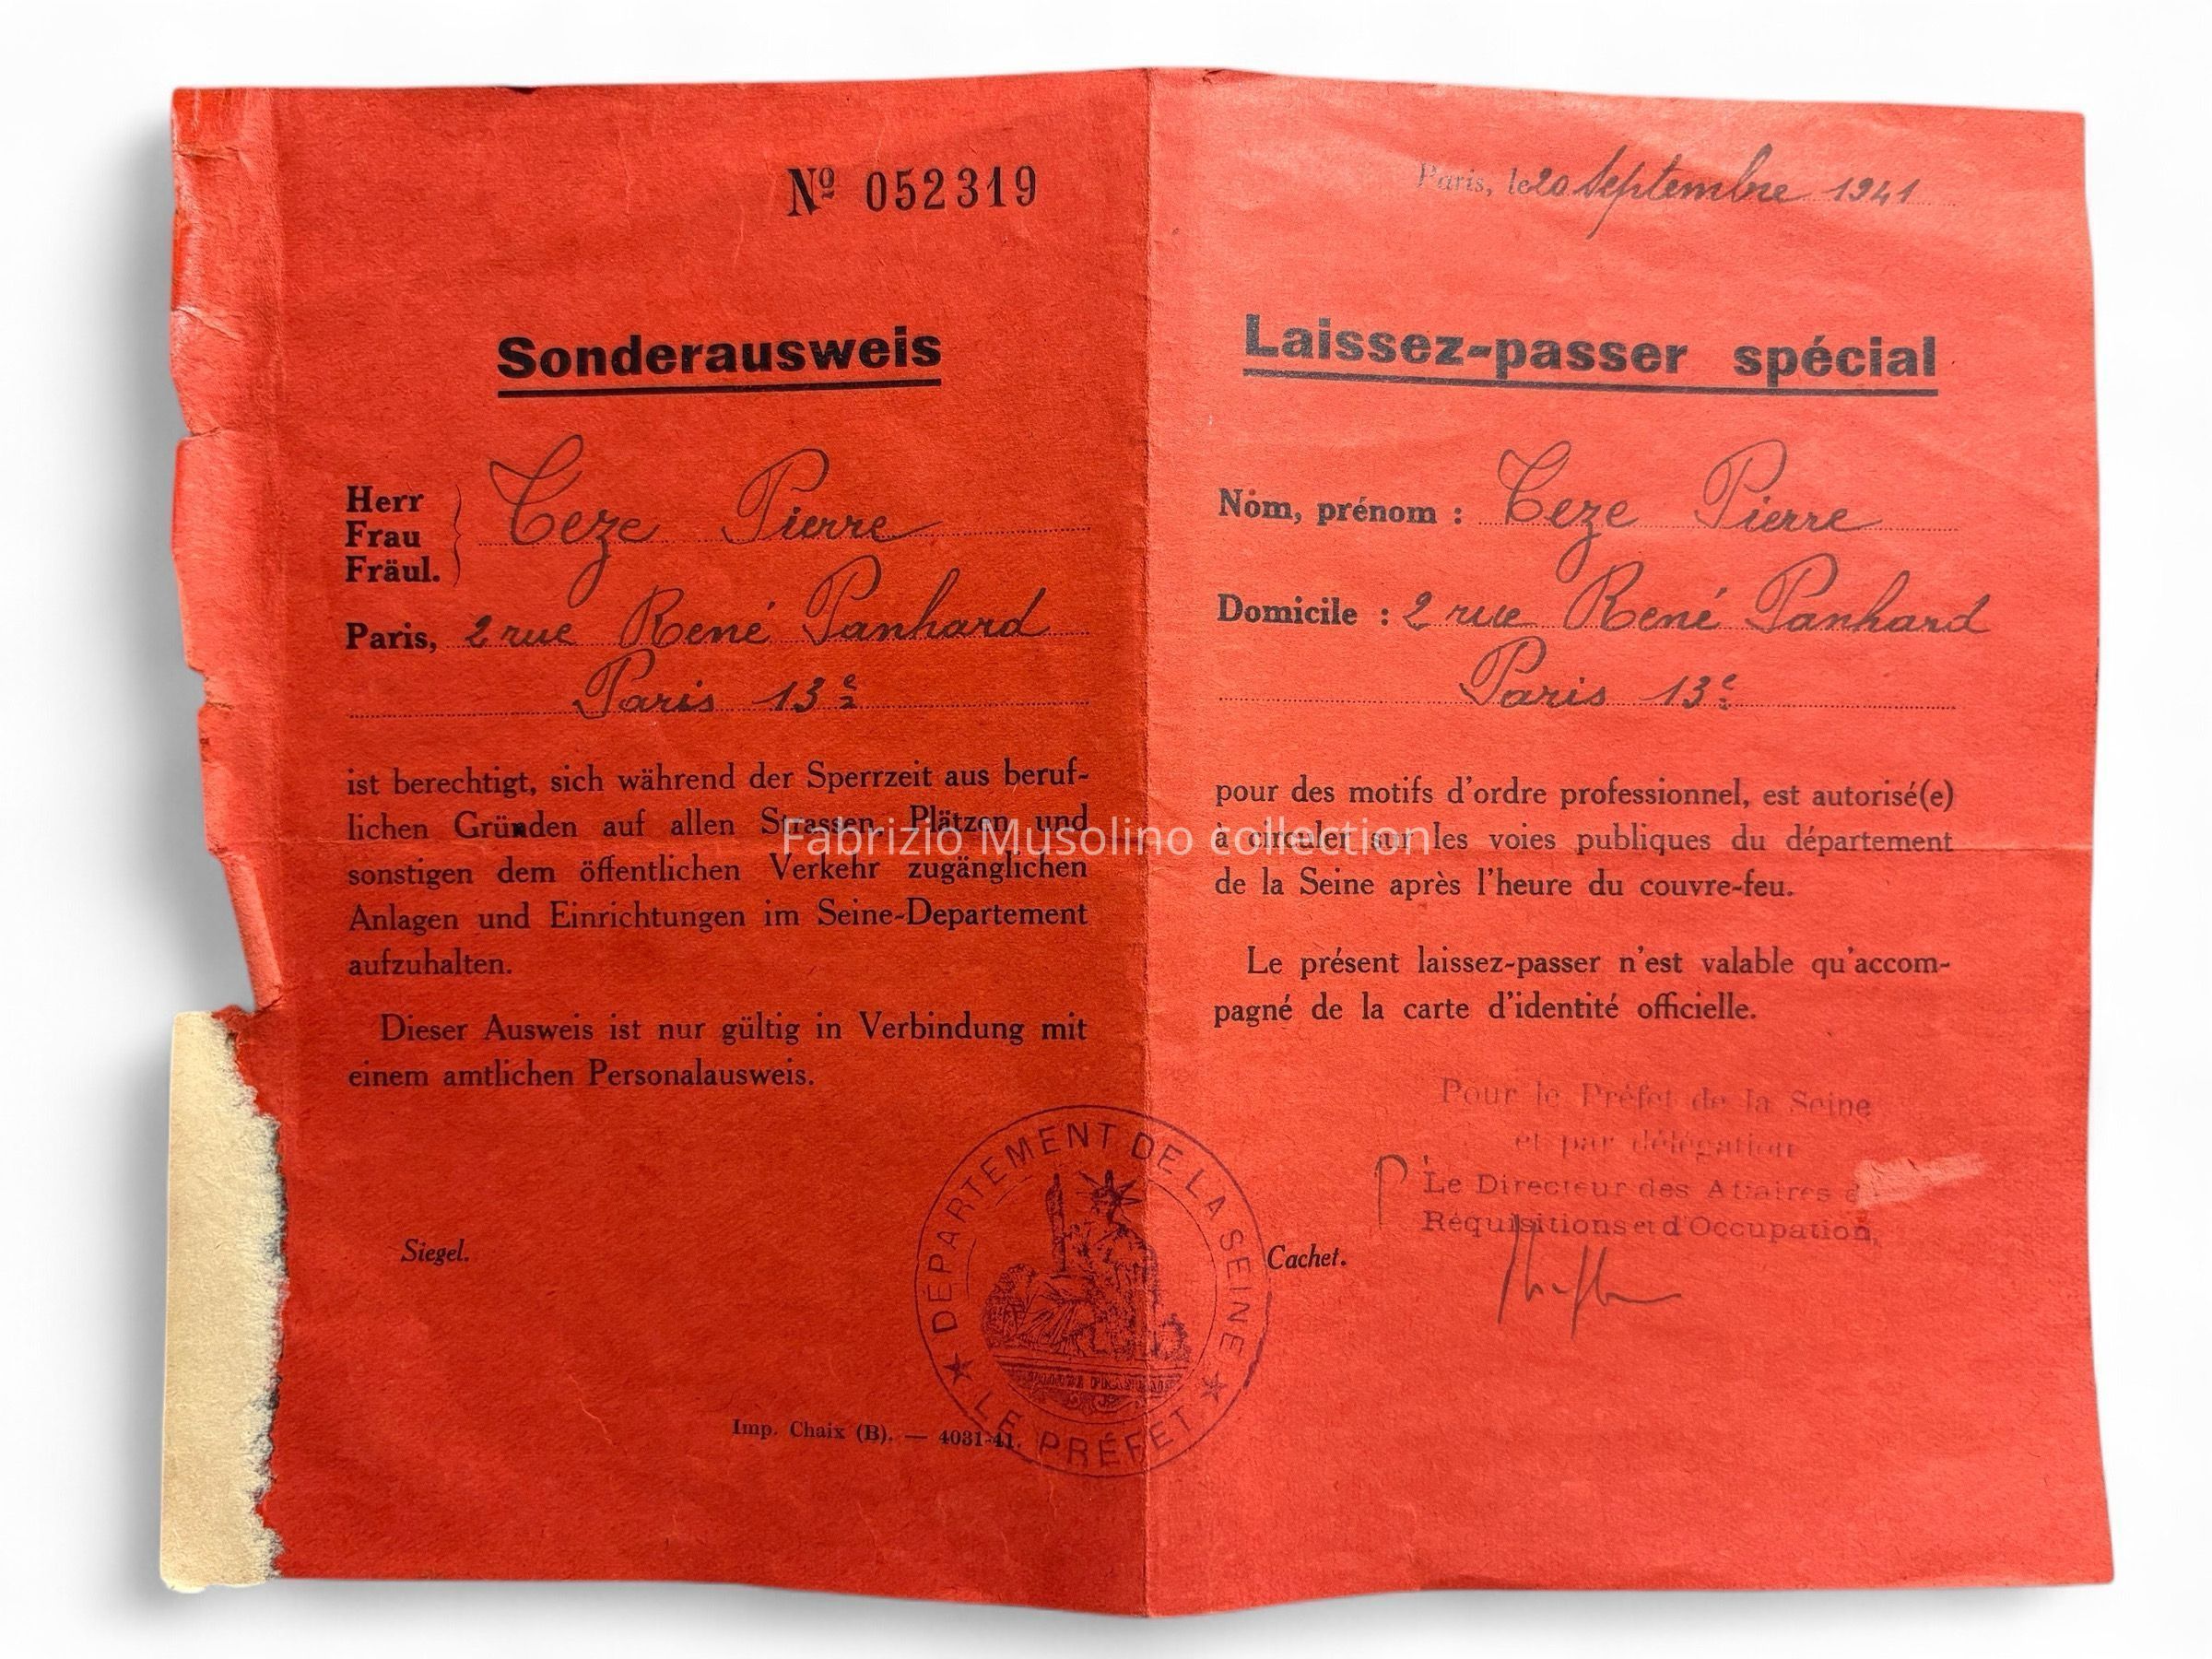 Nº 052319
Sonderausweis
Herr
Frau
Fräul.
Teze Pierre
Paris, 2 rue René Panhard
Paris 13e
ist berechtigt, sich während der Sperrzeit aus beruf-
lichen Gründen auf allen Strassen Plätzen und
sonstigen dem öffentlichen Verkehr zugänglichen
Anlagen und Einrichtungen im Seine-Departement
aufzuhalten.
Dieser Ausweis ist nur gültig in Verbindung mit
einem amtlichen Personalausweis.
Siegel.
Imp. Chaix (B). — 4031-41.
DÉPARTEMENT DE LA SEINE
★ LE PRÉFET ★
Paris, le 20 Septembre 1941
Laissez-passer spécial
Nom, prénom : Teze Pierre
Domicile : 2 rue René Panhard
Paris 13e
pour des motifs d'ordre professionnel, est autorisé(e)
à circuler sur les voies publiques du département
de la Seine après l'heure du couvre-feu.
Le présent laissez-passer n'est valable qu'accom-
pagné de la carte d'identité officielle.
Pour le Préfet de la Seine
et par délégation
Le Directeur des Affaires
Réquisitions et d'Occupation,
Cachet.
Fabrizio Musolino collection